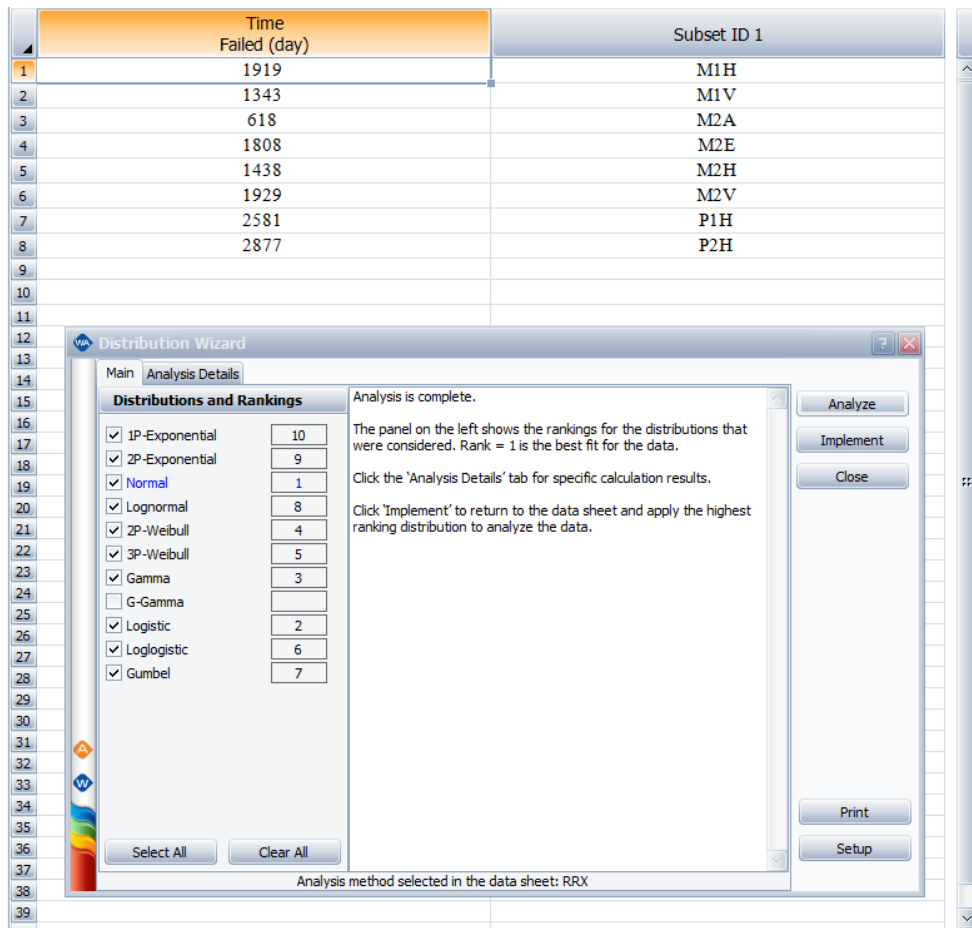 Time
Failed (day)
Subset ID 1
1 1919 M1H
2 1343 M1V
3 618 M2A
4 1808 M2E
5 1438 M2H
6 1929 M2V
7 2581 P1H
8 2877 P2H
9
10
11
12
13
14
15
16
17
18
19
20
21
22
23
24
25
26
27
28
29
30
31
32
33
34
35
36
37
38
39
WA Distribution Wizard ? X
Main Analysis Details
Distributions and Rankings
1P-Exponential 10
2P-Exponential 9
Normal 1
Lognormal 8
2P-Weibull 4
3P-Weibull 5
Gamma 3
G-Gamma
Logistic 2
Loglogistic 6
Gumbel 7
Select All Clear All
Analysis is complete.
The panel on the left shows the rankings for the distributions that
were considered. Rank = 1 is the best fit for the data.
Click the 'Analysis Details' tab for specific calculation results.
Click 'Implement' to return to the data sheet and apply the highest
ranking distribution to analyze the data.
Analyze
Implement
Close
Print
Setup
A
W
Analysis method selected in the data sheet: RRX